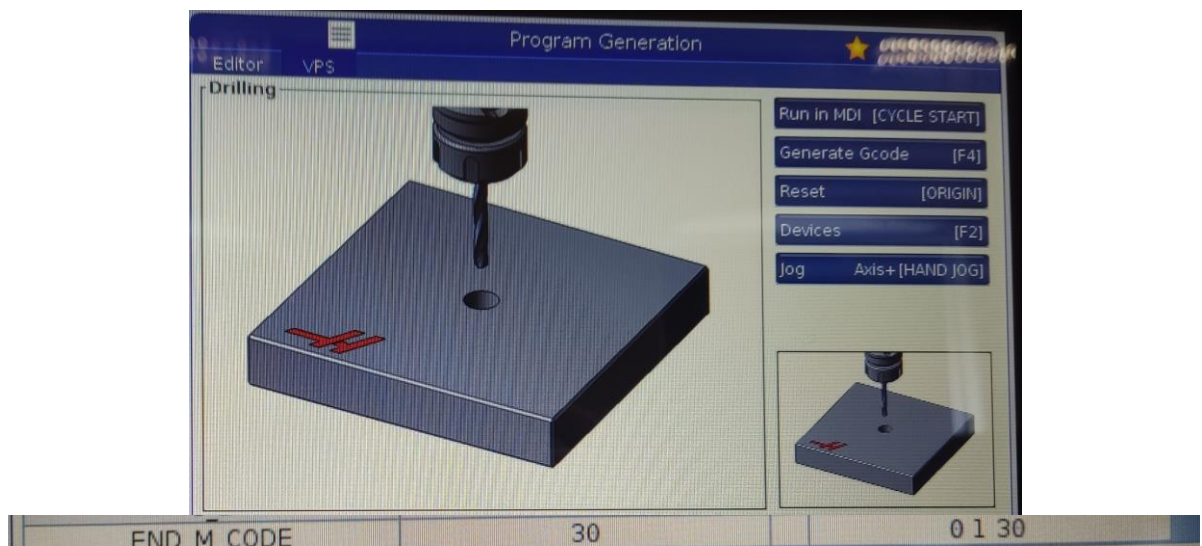 Program Generation
Editor VPS
Drilling
Run in MDI [CYCLE START]
Generate Gcode [F4]
Reset [ORIGIN]
Devices [F2]
Jog Axis+[HAND JOG]
END M CODE 30 0 1 30